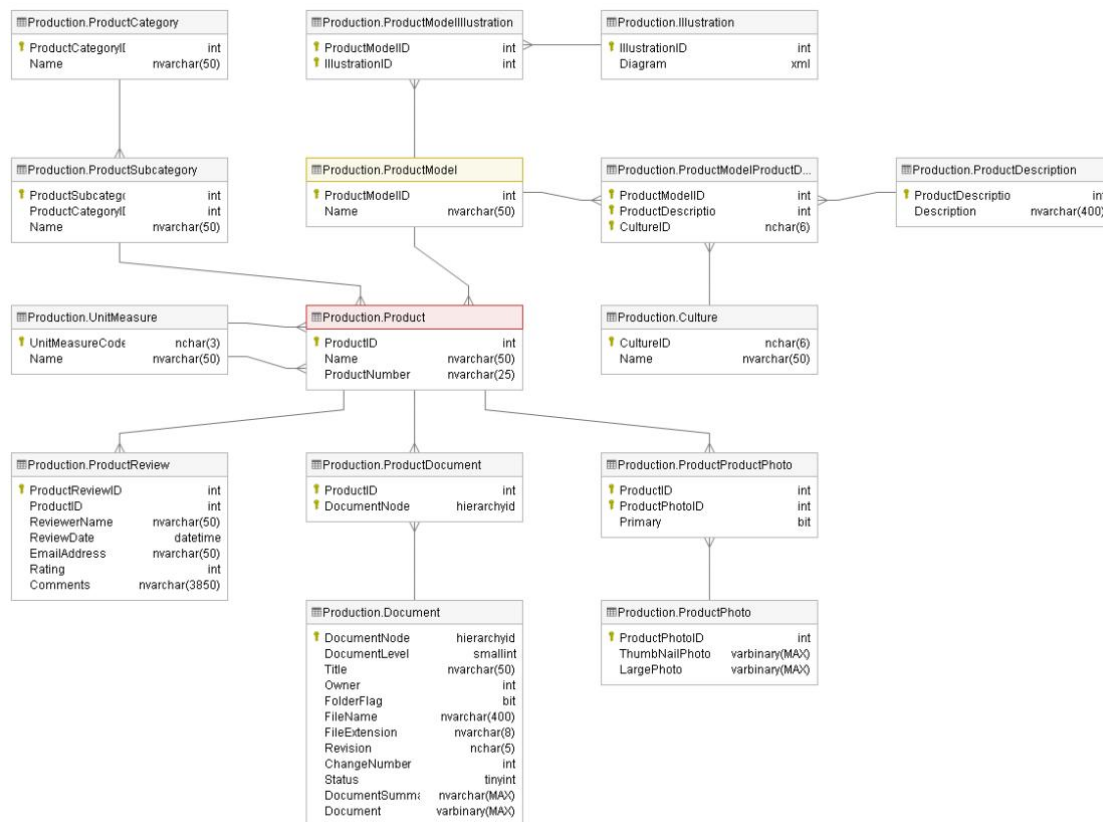 Production.ProductCategory
ProductCategoryI
int
Name
nvarchar(50)
Production.ProductModelIllustration
ProductModelID
int
IllustrationID
int
Production.Illustration
IllustrationID
int
Diagram
xml
Production.ProductSubcategory
ProductSubcatego
int
ProductCategoryI
int
Name
nvarchar(50)
Production.ProductModel
ProductModelID
int
Name
nvarchar(50)
Production.ProductModelProductD...
ProductModelID
int
ProductDescriptio
int
CultureID
nchar(6)
Production.ProductDescription
ProductDescriptio
int
Description
nvarchar(400)
Production.UnitMeasure
UnitMeasureCode
nchar(3)
Name
nvarchar(50)
Production.Product
ProductID
int
Name
nvarchar(50)
ProductNumber
nvarchar(25)
Production.Culture
CultureID
nchar(6)
Name
nvarchar(50)
Production.ProductReview
ProductReviewID
int
ProductID
int
ReviewerName
nvarchar(50)
ReviewDate
datetime
EmailAddress
nvarchar(50)
Rating
int
Comments
nvarchar(3850)
Production.ProductDocument
ProductID
int
DocumentNode
hierarchyid
Production.ProductProductPhoto
ProductID
int
ProductPhotoID
int
Primary
bit
Production.Document
DocumentNode
hierarchyid
DocumentLevel
smallint
Title
nvarchar(50)
Owner
int
FolderFlag
bit
FileName
nvarchar(400)
FileExtension
nvarchar(8)
Revision
nchar(5)
ChangeNumber
int
Status
tinyint
DocumentSumma
nvarchar(MAX)
Document
varbinary(MAX)
Production.ProductPhoto
ProductPhotoID
int
ThumbNailPhoto
varbinary(MAX)
LargePhoto
varbinary(MAX)